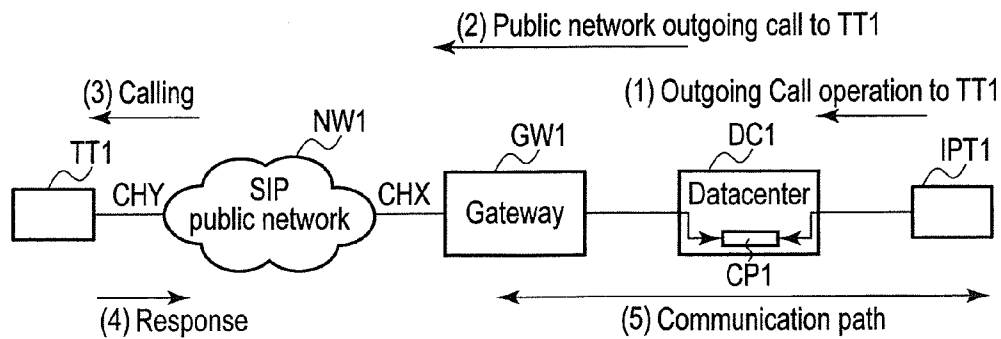 (2) Public network outgoing call to TT1
(3) Calling
(1) Outgoing Call operation to TT1
TT1
NW1
GW1
DC1
IPT1
CHY
SIP
public network
CHX
Gateway
Datacenter
CP1
(4) Response
(5) Communication path